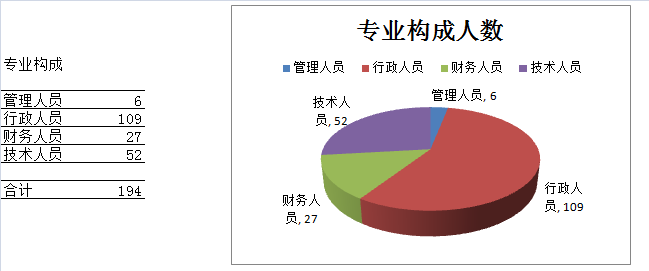 专业构成
管理人员 6
行政人员 109
财务人员 27
技术人员 52
合计 194
专业构成人数
管理人员 行政人员 财务人员 技术人员
管理人员, 6
技术人
员, 52
行政人
员, 109
财务人
员, 27